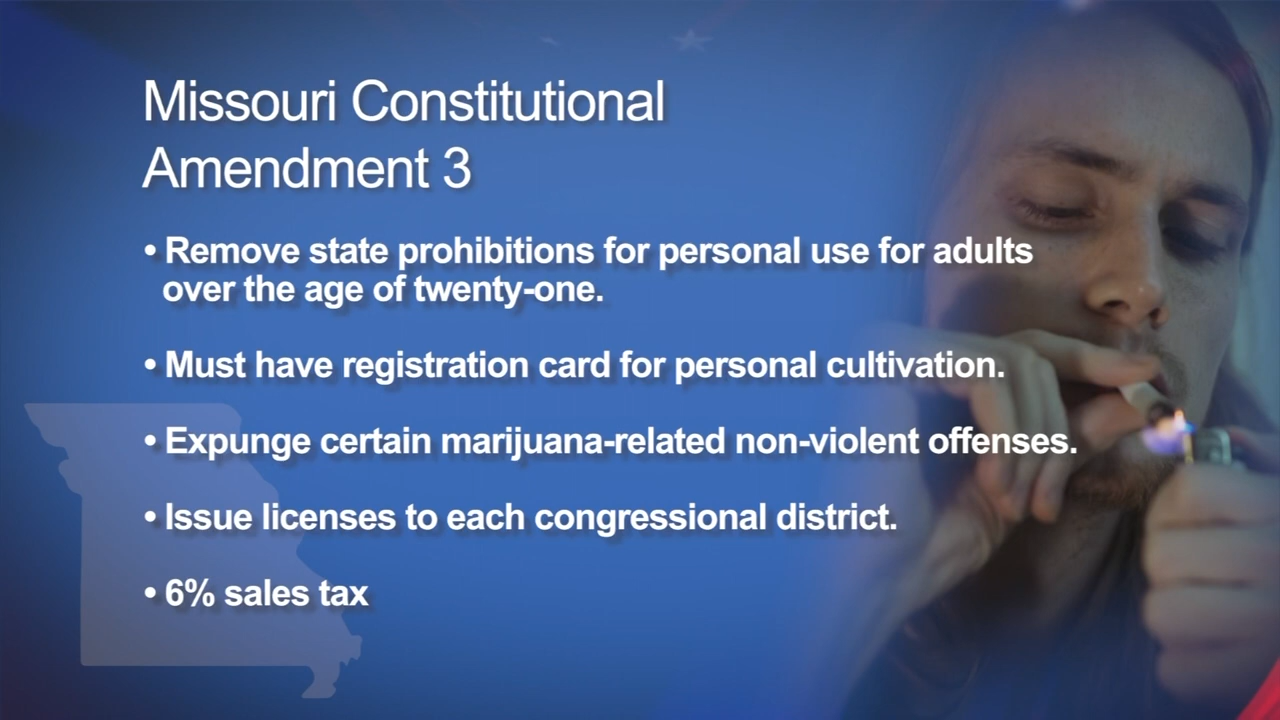 Missouri Constitutional
Amendment 3
• Remove state prohibitions for personal use for adults
over the age of twenty-one.
• Must have registration card for personal cultivation.
• Expunge certain marijuana-related non-violent offenses.
• Issue licenses to each congressional district.
• 6% sales tax